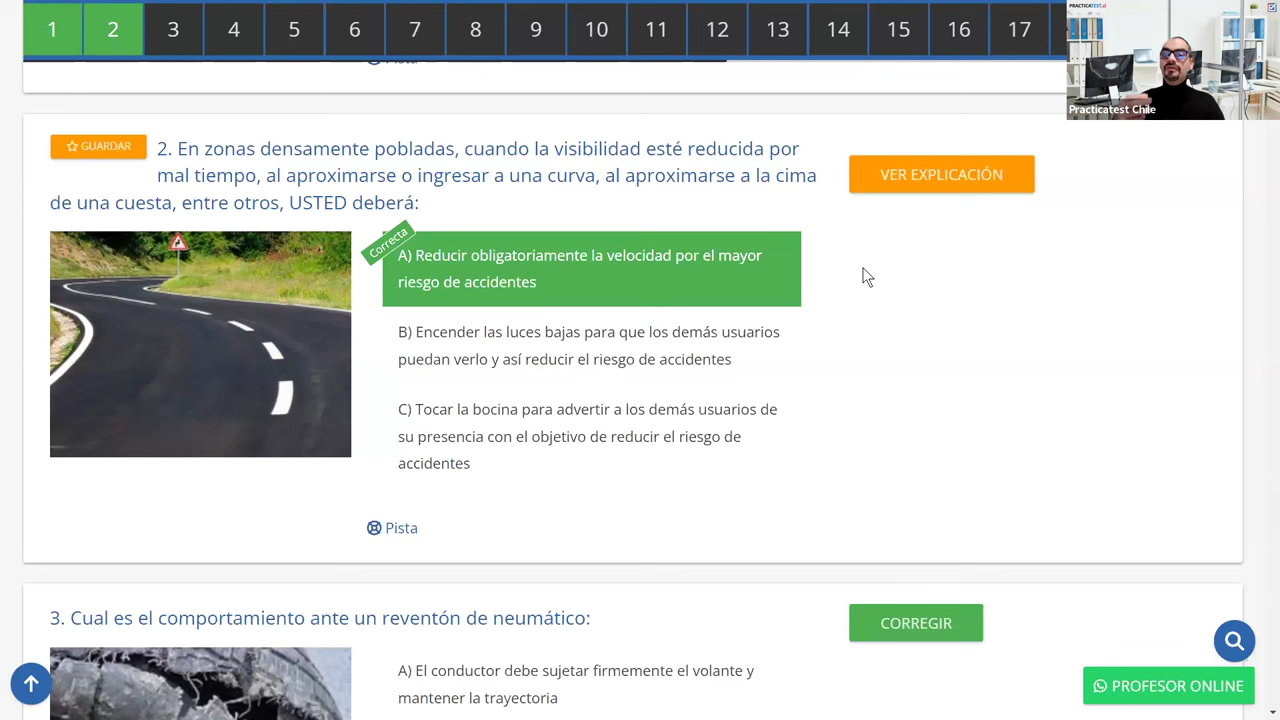 1 2 3 4 5 6 7 8 9 10 11 12 13 14 15 16 17
PRACTICATEST.cl
Practicatest Chile
Pista
GUARDAR
2. En zonas densamente pobladas, cuando la visibilidad esté reducida por
mal tiempo, al aproximarse o ingresar a una curva, al aproximarse a la cima
de una cuesta, entre otros, USTED deberá:
VER EXPLICACIÓN
Correcta
A) Reducir obligatoriamente la velocidad por el mayor
riesgo de accidentes
B) Encender las luces bajas para que los demás usuarios
puedan verlo y así reducir el riesgo de accidentes
C) Tocar la bocina para advertir a los demás usuarios de
su presencia con el objetivo de reducir el riesgo de
accidentes
Pista
3. Cual es el comportamiento ante un reventón de neumático:
CORREGIR
A) El conductor debe sujetar firmemente el volante y
mantener la trayectoria
PROFESOR ONLINE